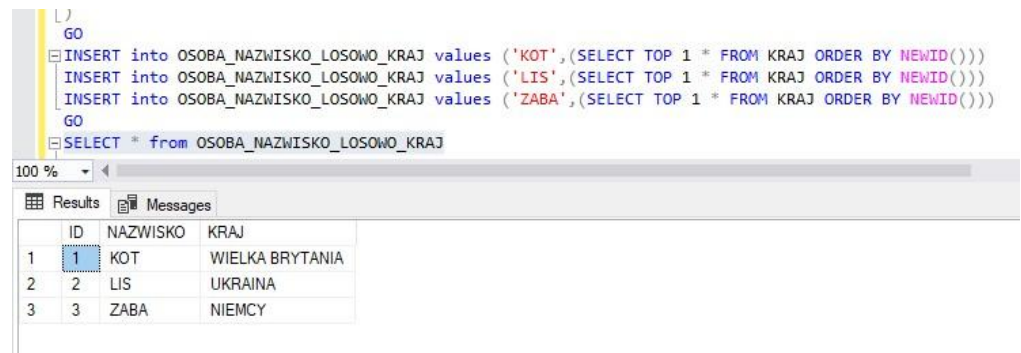 )
GO
INSERT into OSOBA_NAZWISKO_LOSOWO_KRAJ values ('KOT',(SELECT TOP 1 * FROM KRAJ ORDER BY NEWID()))
INSERT into OSOBA_NAZWISKO_LOSOWO_KRAJ values ('LIS',(SELECT TOP 1 * FROM KRAJ ORDER BY NEWID()))
INSERT into OSOBA_NAZWISKO_LOSOWO_KRAJ values ('ZABA',(SELECT TOP 1 * FROM KRAJ ORDER BY NEWID()))
GO
SELECT * from OSOBA_NAZWISKO_LOSOWO_KRAJ
100 %
Results Messages
ID NAZWISKO KRAJ
1 1 KOT WIELKA BRYTANIA
2 2 LIS UKRAINA
3 3 ZABA NIEMCY